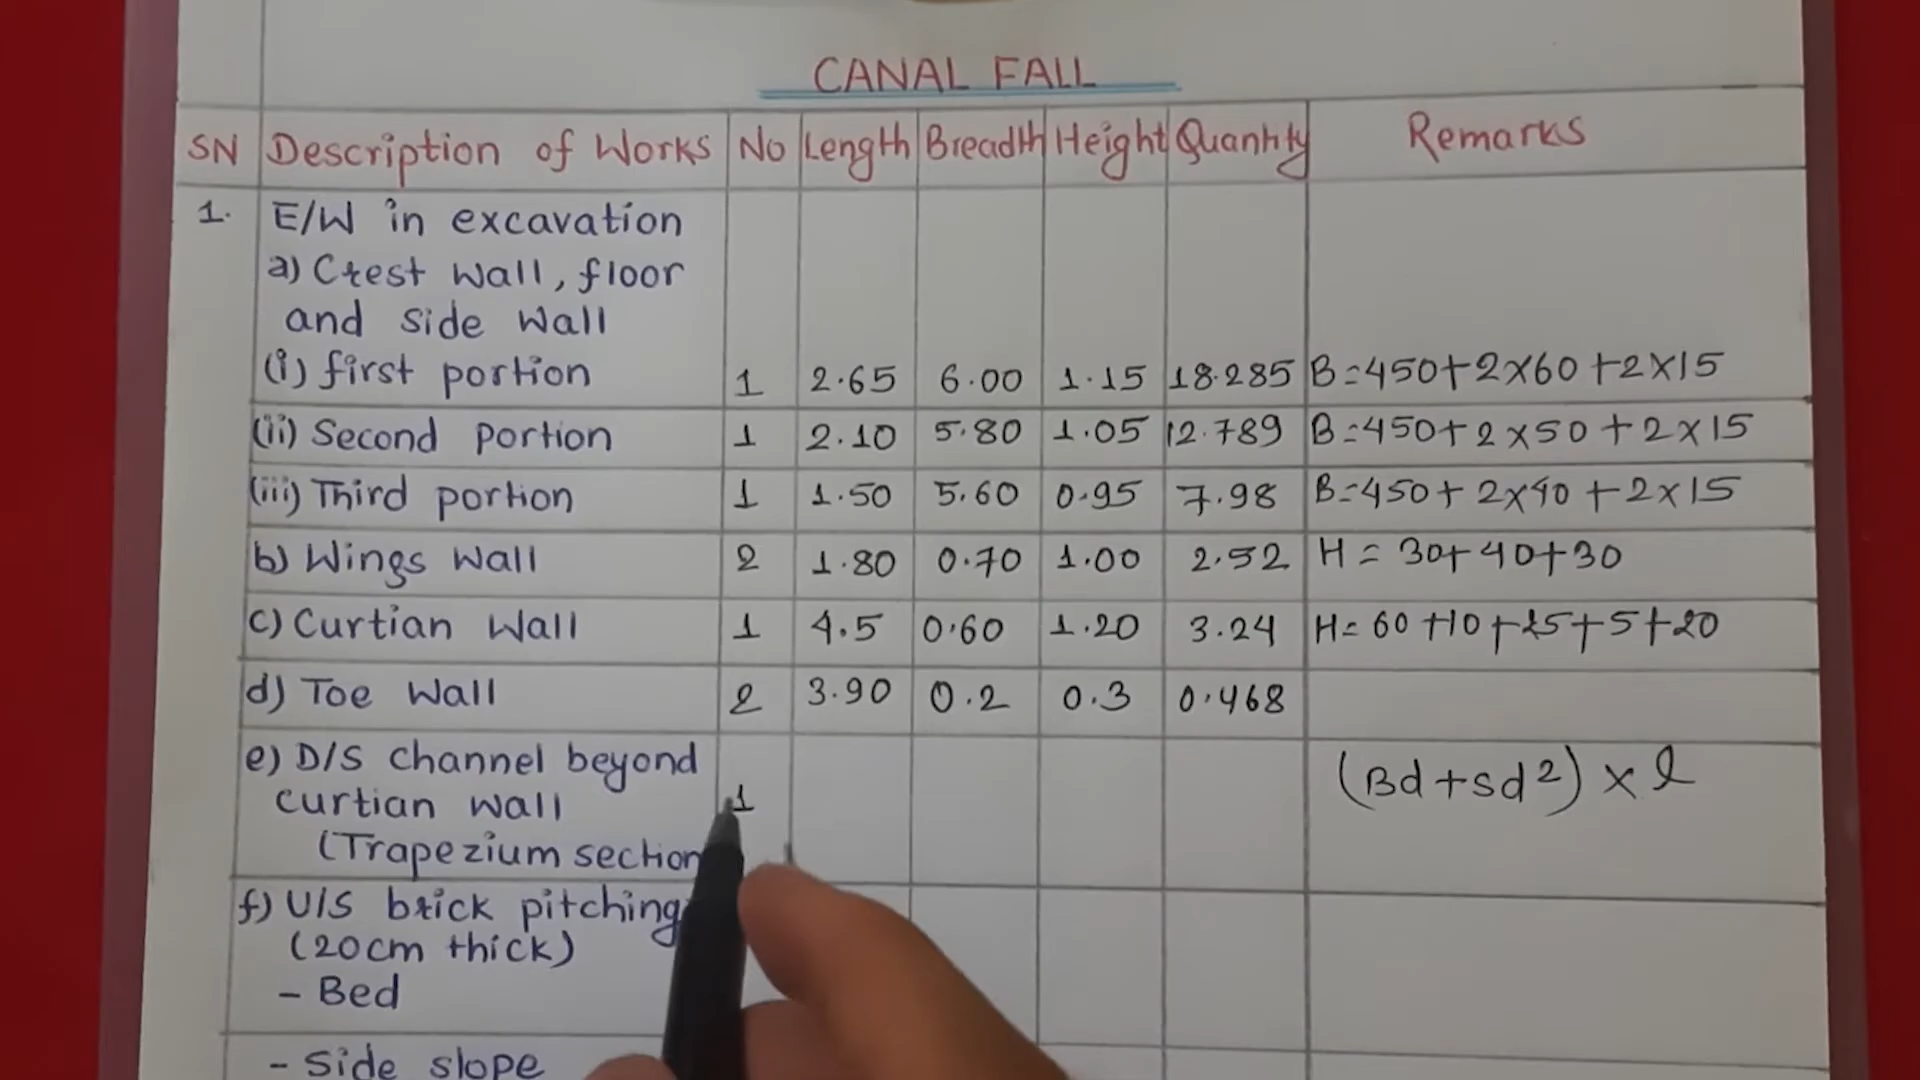 CANAL FALL
SN Description of Works No Length Breadth Height Quantity Remarks
1. E/W in excavation
a) Crest wall, floor
and side wall
(i) first portion 1 2.65 6.00 1.15 18.285 B=450+2x60+2x15
(ii) Second portion 1 2.10 5.80 1.05 12.789 B=450+2x50+2x15
(iii) Third portion 1 1.50 5.60 0.95 7.98 B=450+2x40+2x15
b) Wings wall 2 1.80 0.70 1.00 2.52 H = 30+40+30
c) Curtian wall 1 4.5 0.60 1.20 3.24 H= 60+10+25+5+20
d) Toe wall 2 3.90 0.2 0.3 0.468
e) D/S channel beyond
curtian wall 1 (Bd+sd²) x l
(Trapezium section
f) U/S brick pitching
(20cm thick)
- Bed
- Side slope